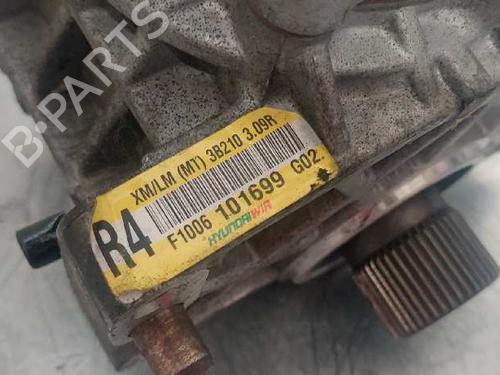 B-PARTS
XM/LM (MT) 3B210 3.09R
R4
F1006 101699 G02.
HYUNDAI WIA